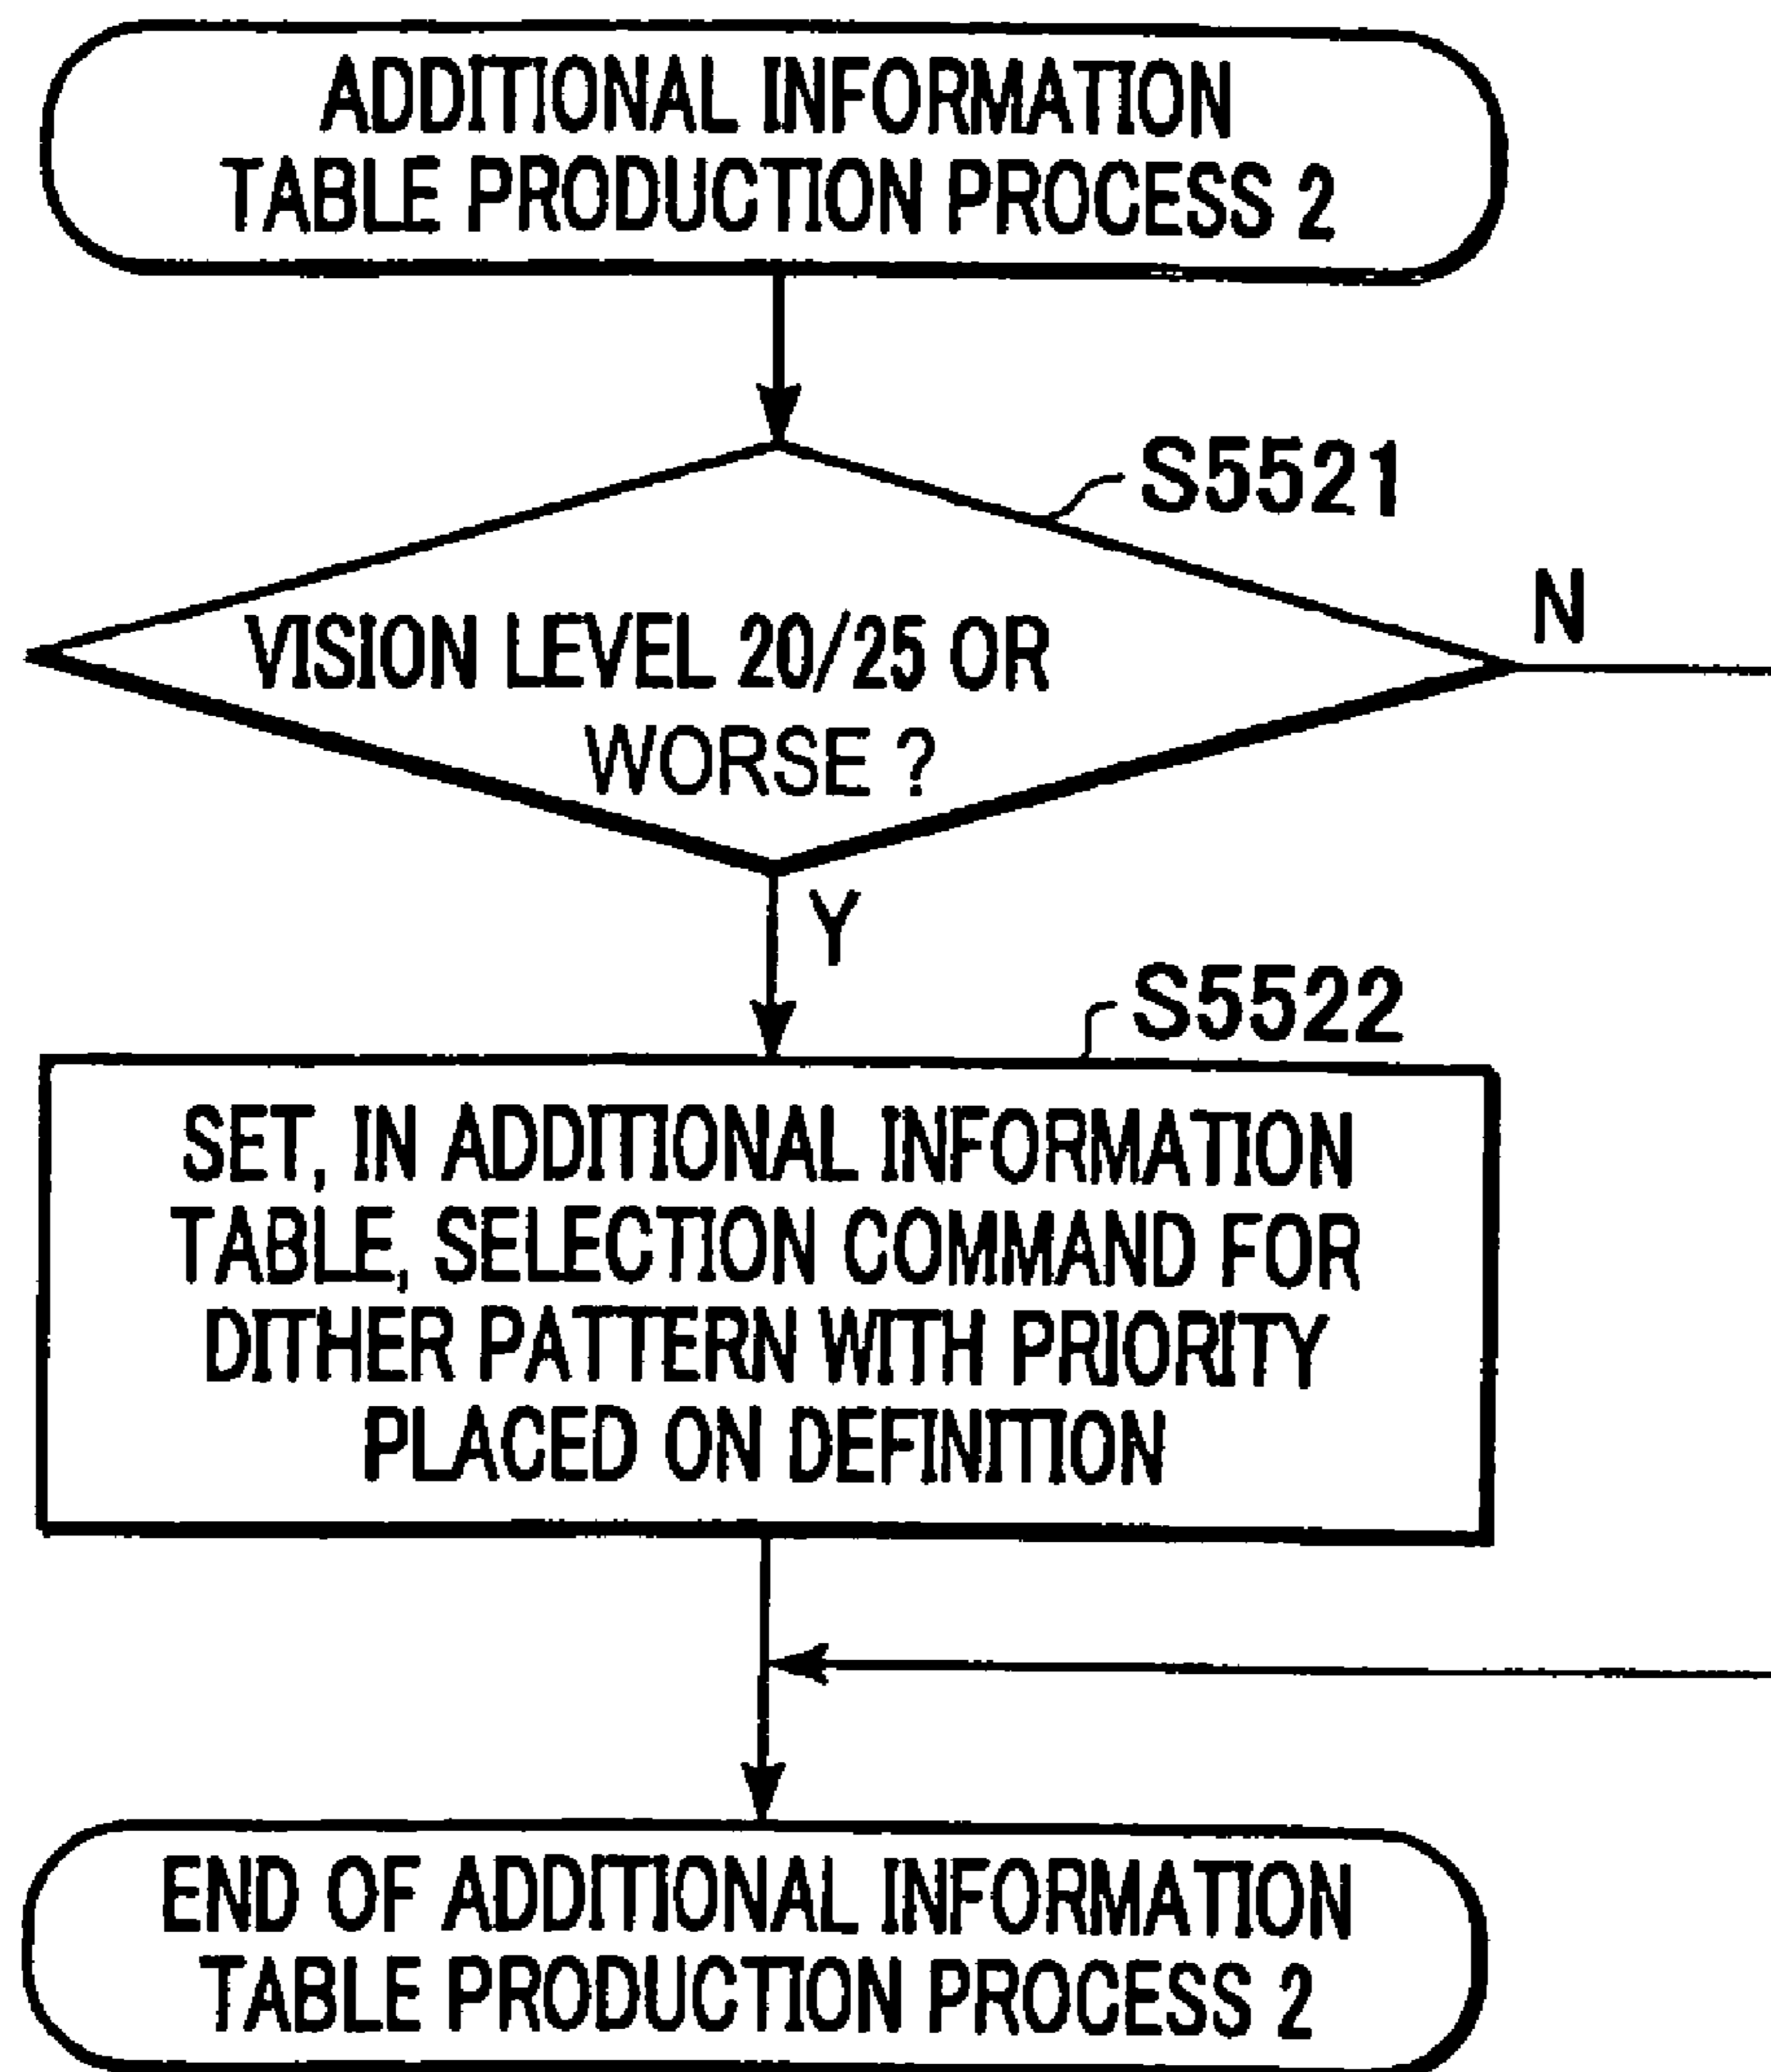 ADDITIONAL INFORMATION
TABLE PRODUCTION PROCESS 2
S5521
N
VISION LEVEL 20/25 OR
WORSE ?
Y
S5522
SET, IN ADDITIONAL INFORMATION
TABLE, SELECTION COMMAND FOR
DITHER PATTERN WITH PRIORITY
PLACED ON DEFINITION
END OF ADDITIONAL INFORMATION
TABLE PRODUCTION PROCESS 2